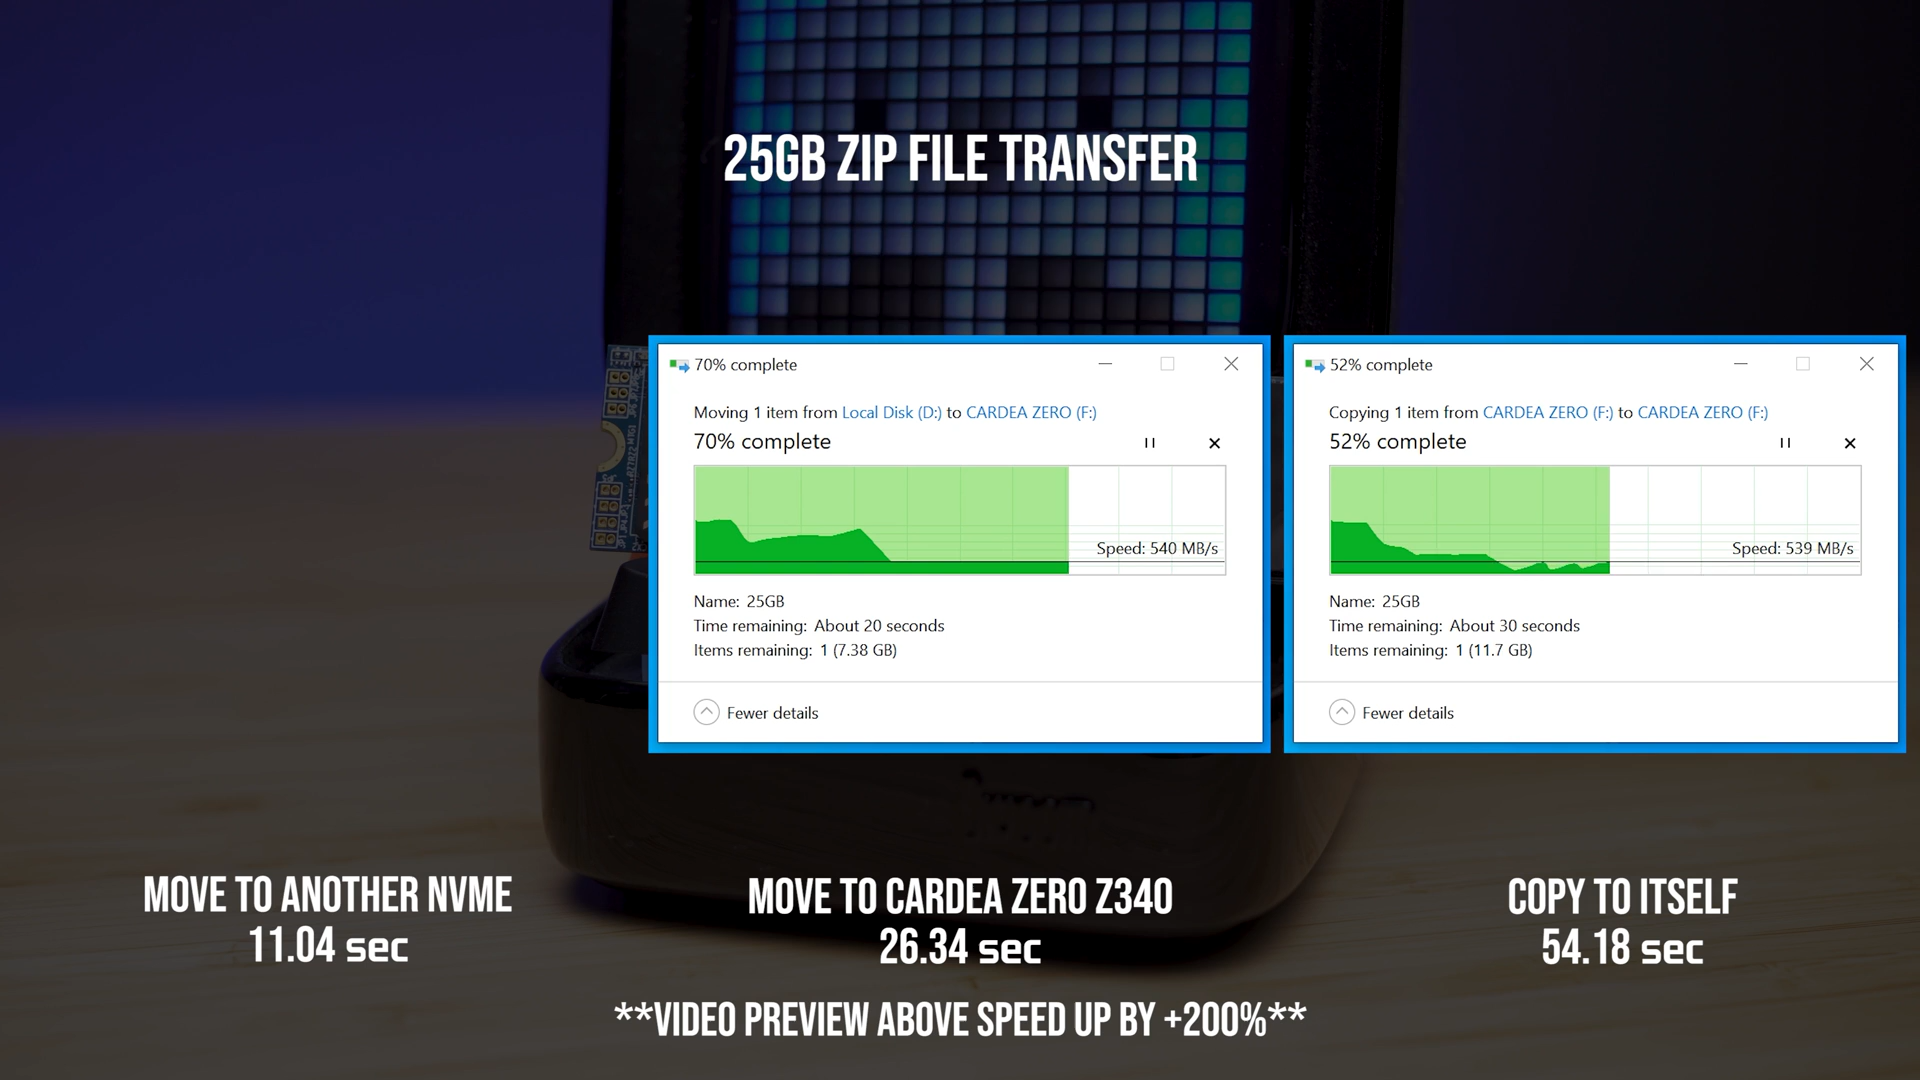 25GB ZIP FILE TRANSFER
70% complete
Moving 1 item from Local Disk (D:) to CARDEA ZERO (F:)
70% complete
Speed: 540 MB/s
Name: 25GB
Time remaining: About 20 seconds
Items remaining: 1 (7.38 GB)
Fewer details
52% complete
Copying 1 item from CARDEA ZERO (F:) to CARDEA ZERO (F:)
52% complete
Speed: 539 MB/s
Name: 25GB
Time remaining: About 30 seconds
Items remaining: 1 (11.7 GB)
Fewer details
MOVE TO ANOTHER NVME
11.04 sec
MOVE TO CARDEA ZERO Z340
26.34 sec
COPY TO ITSELF
54.18 sec
**VIDEO PREVIEW ABOVE SPEED UP BY +200%**